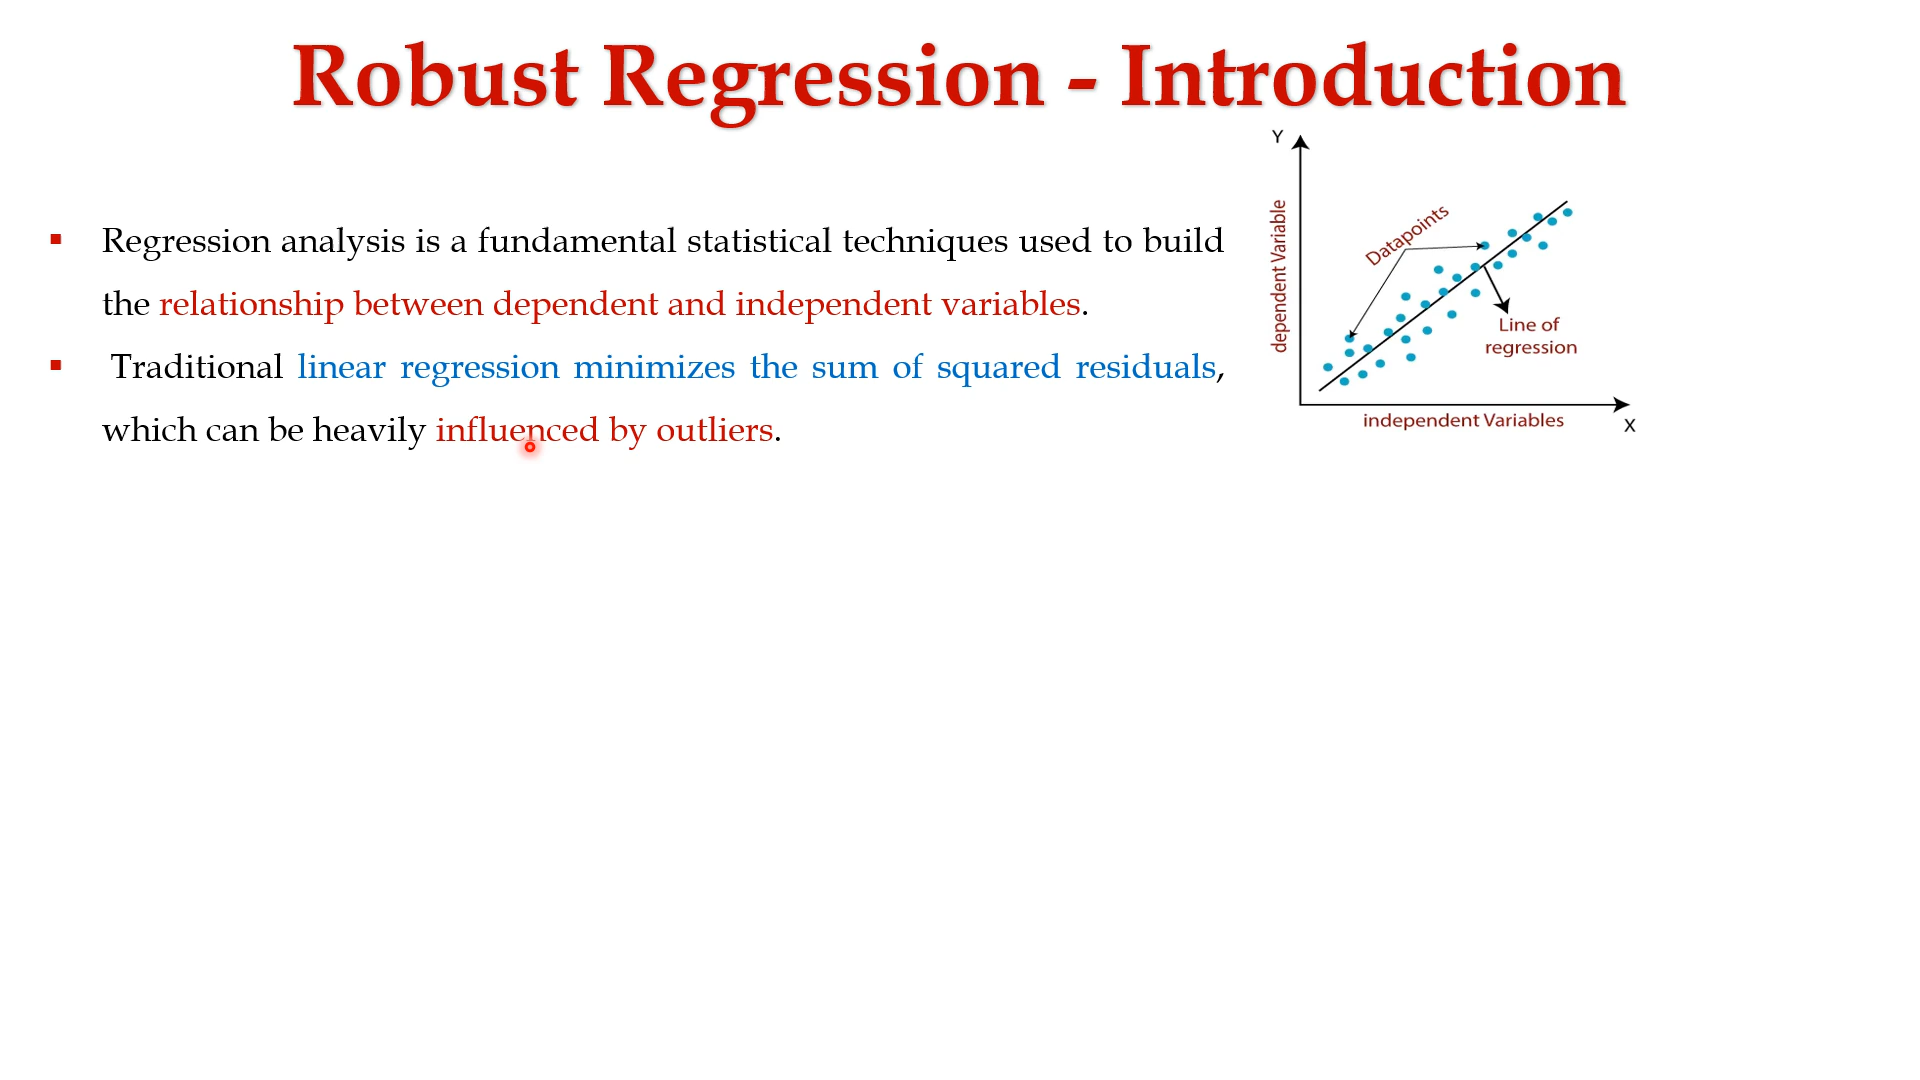 Robust Regression - Introduction
▪ Regression analysis is a fundamental statistical techniques used to build
the relationship between dependent and independent variables.
▪ Traditional linear regression minimizes the sum of squared residuals,
which can be heavily influenced by outliers.
Y
dependent Variable
Datapoints
Line of
regression
independent Variables
X